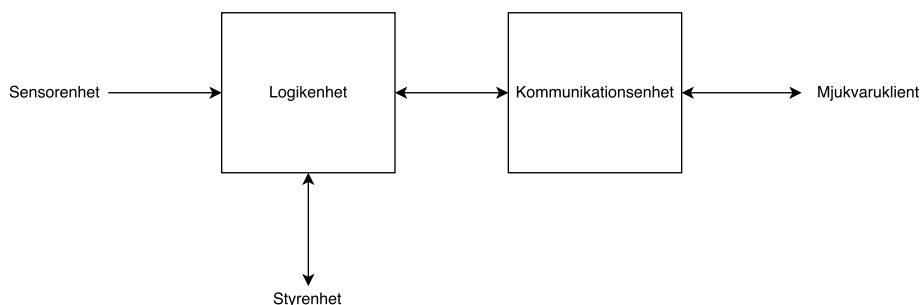 Sensorenhet
Logikenhet
Kommunikationsenhet
Mjukvaruklient
Styrenhet